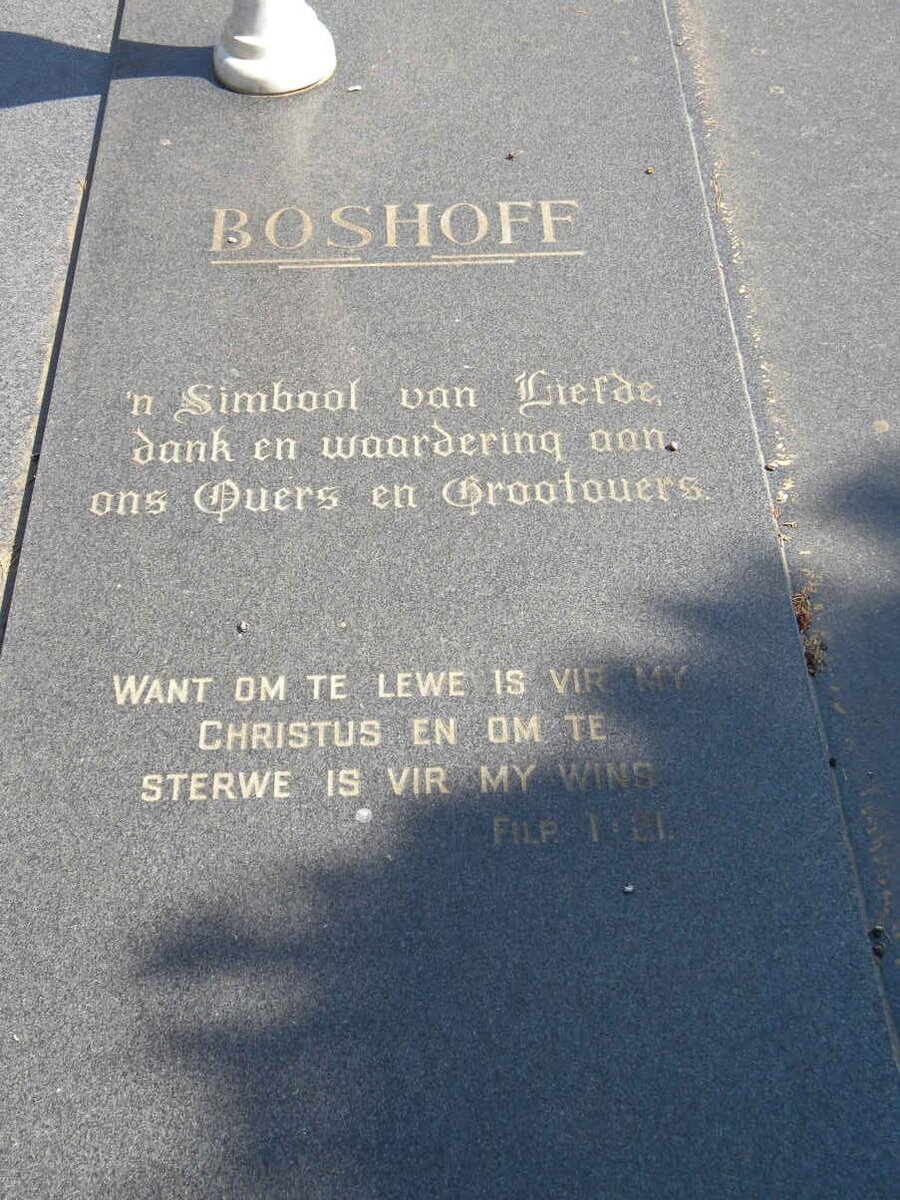 BOSHOFF
'n Simbool van Liefde,
dank en waardering aan
ons Ouers en Grootouers.
WANT OM TE LEWE IS VIR MY
CHRISTUS EN OM TE
STERWE IS VIR MY WINS
FILP. 1:21.